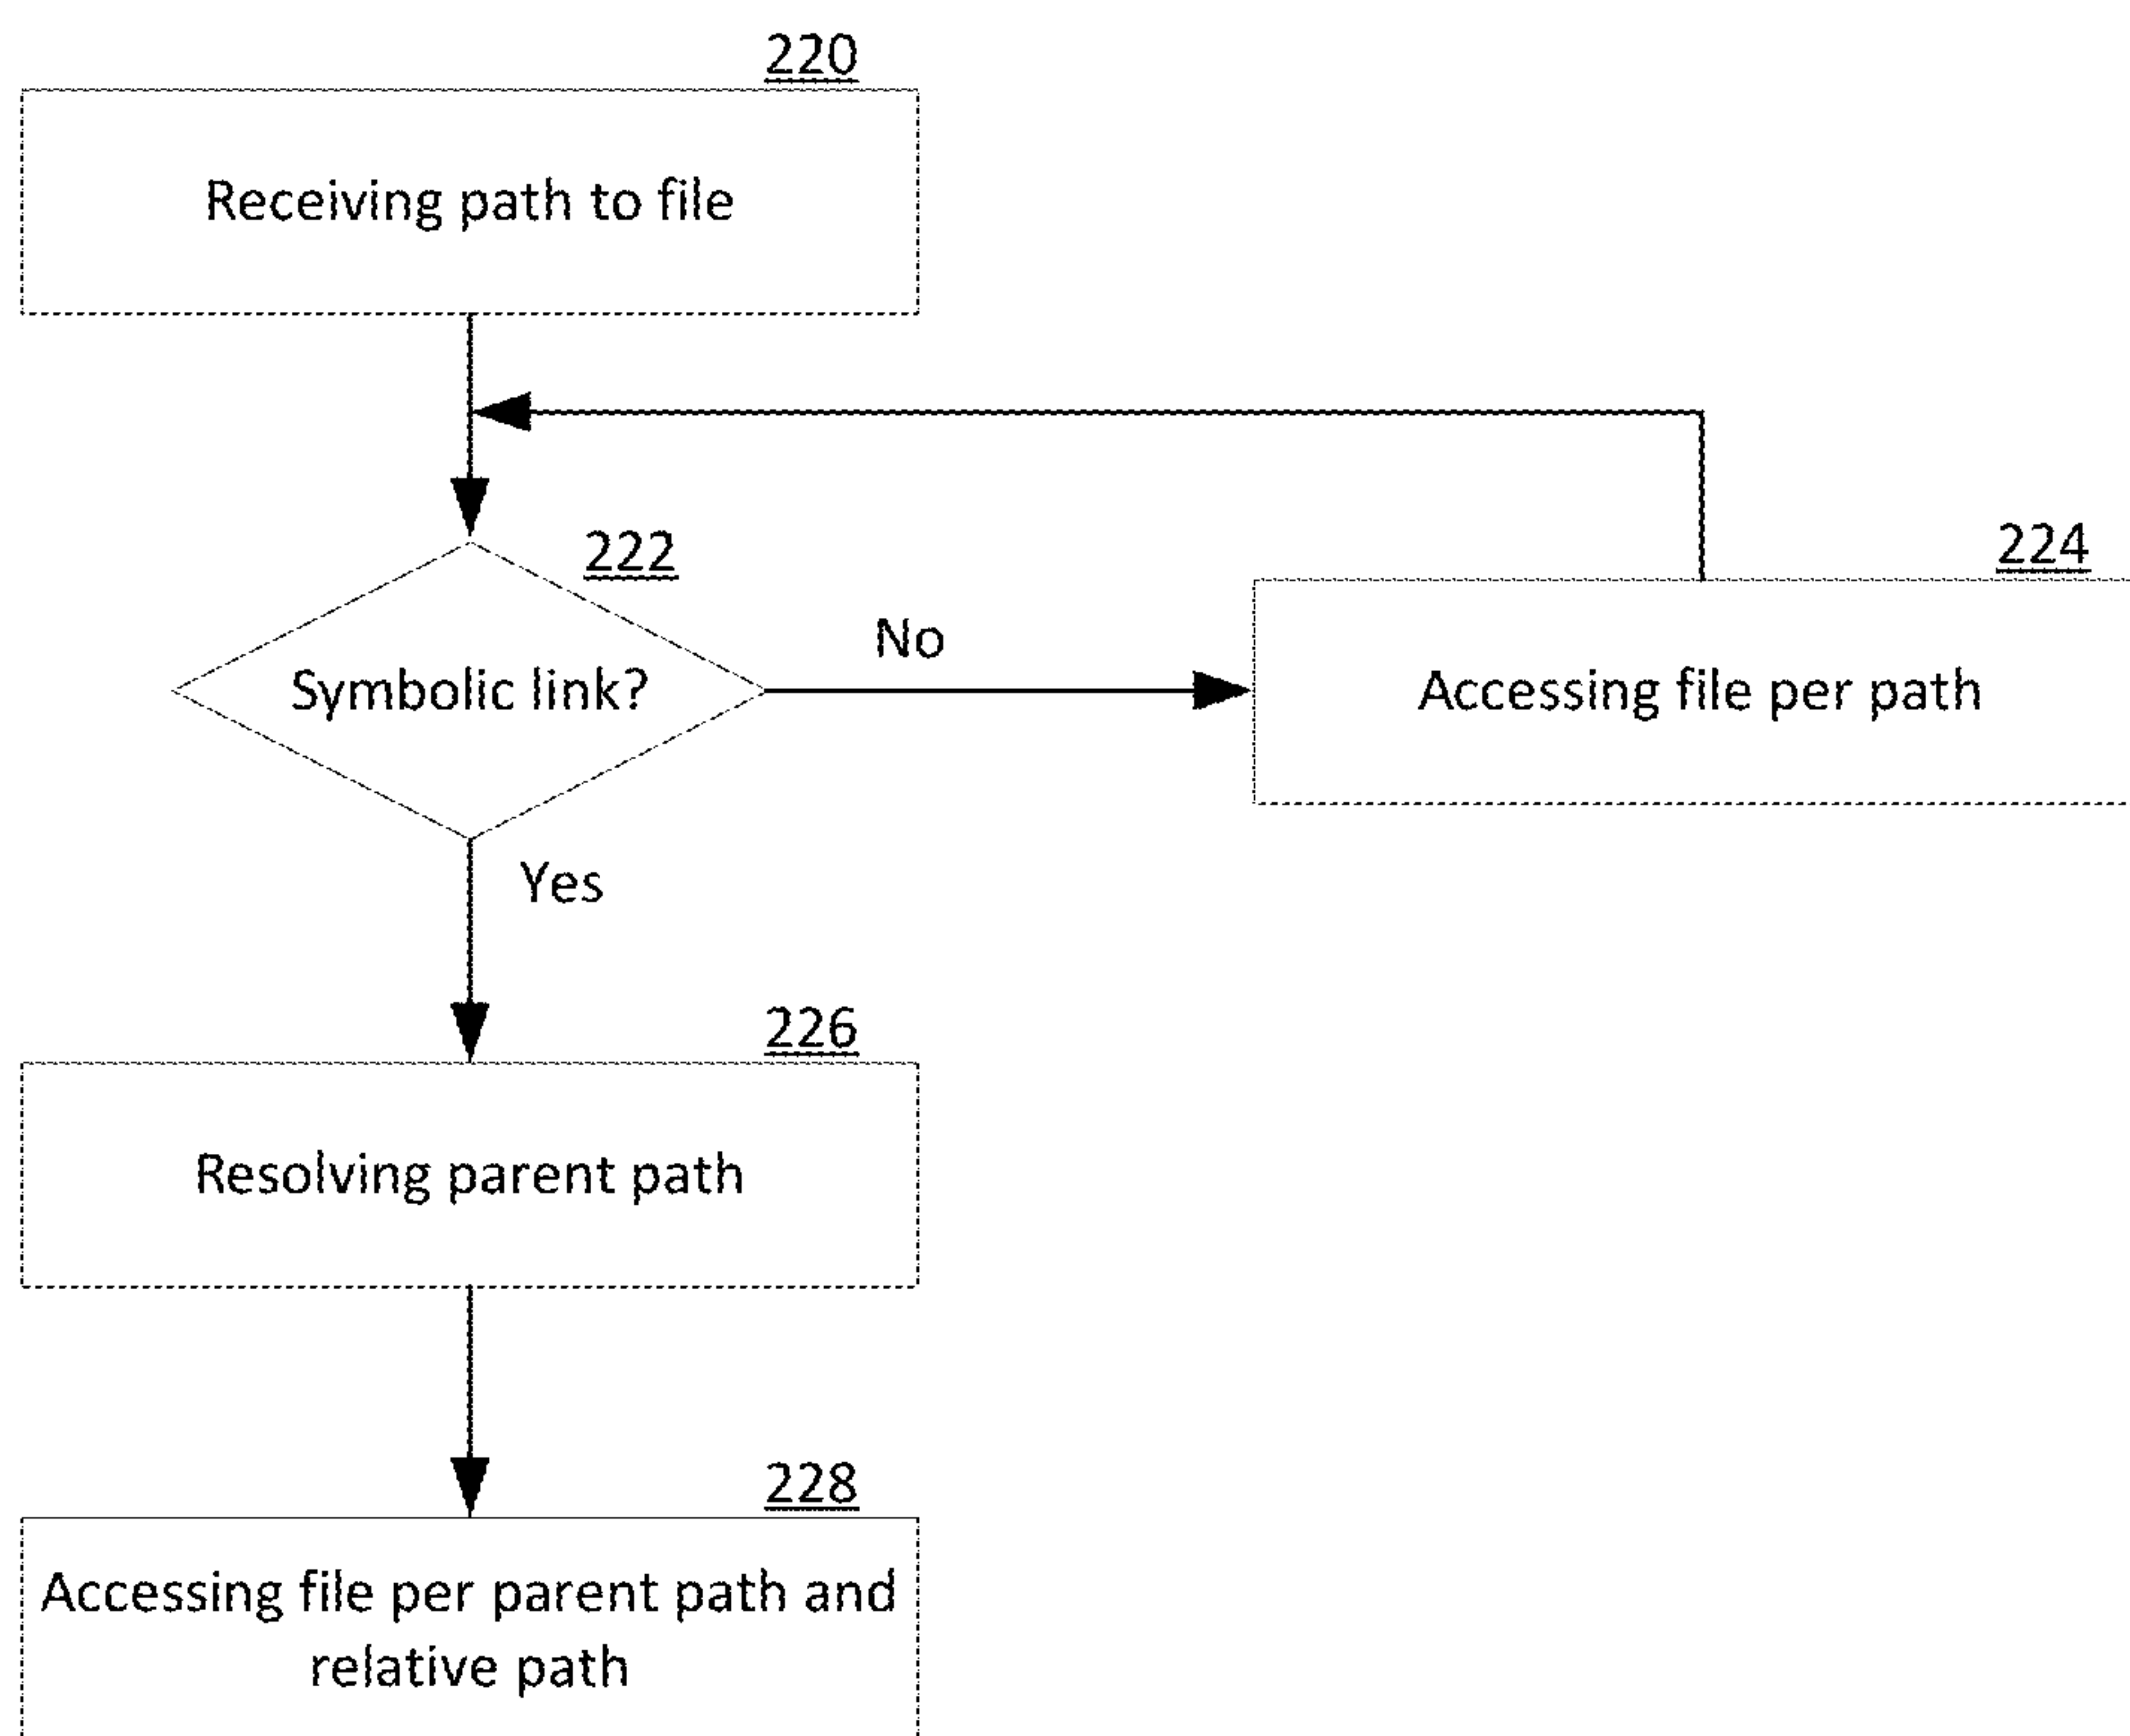 220
Receiving path to file
222
Symbolic link?
No
224
Accessing file per path
Yes
226
Resolving parent path
228
Accessing file per parent path and
relative path